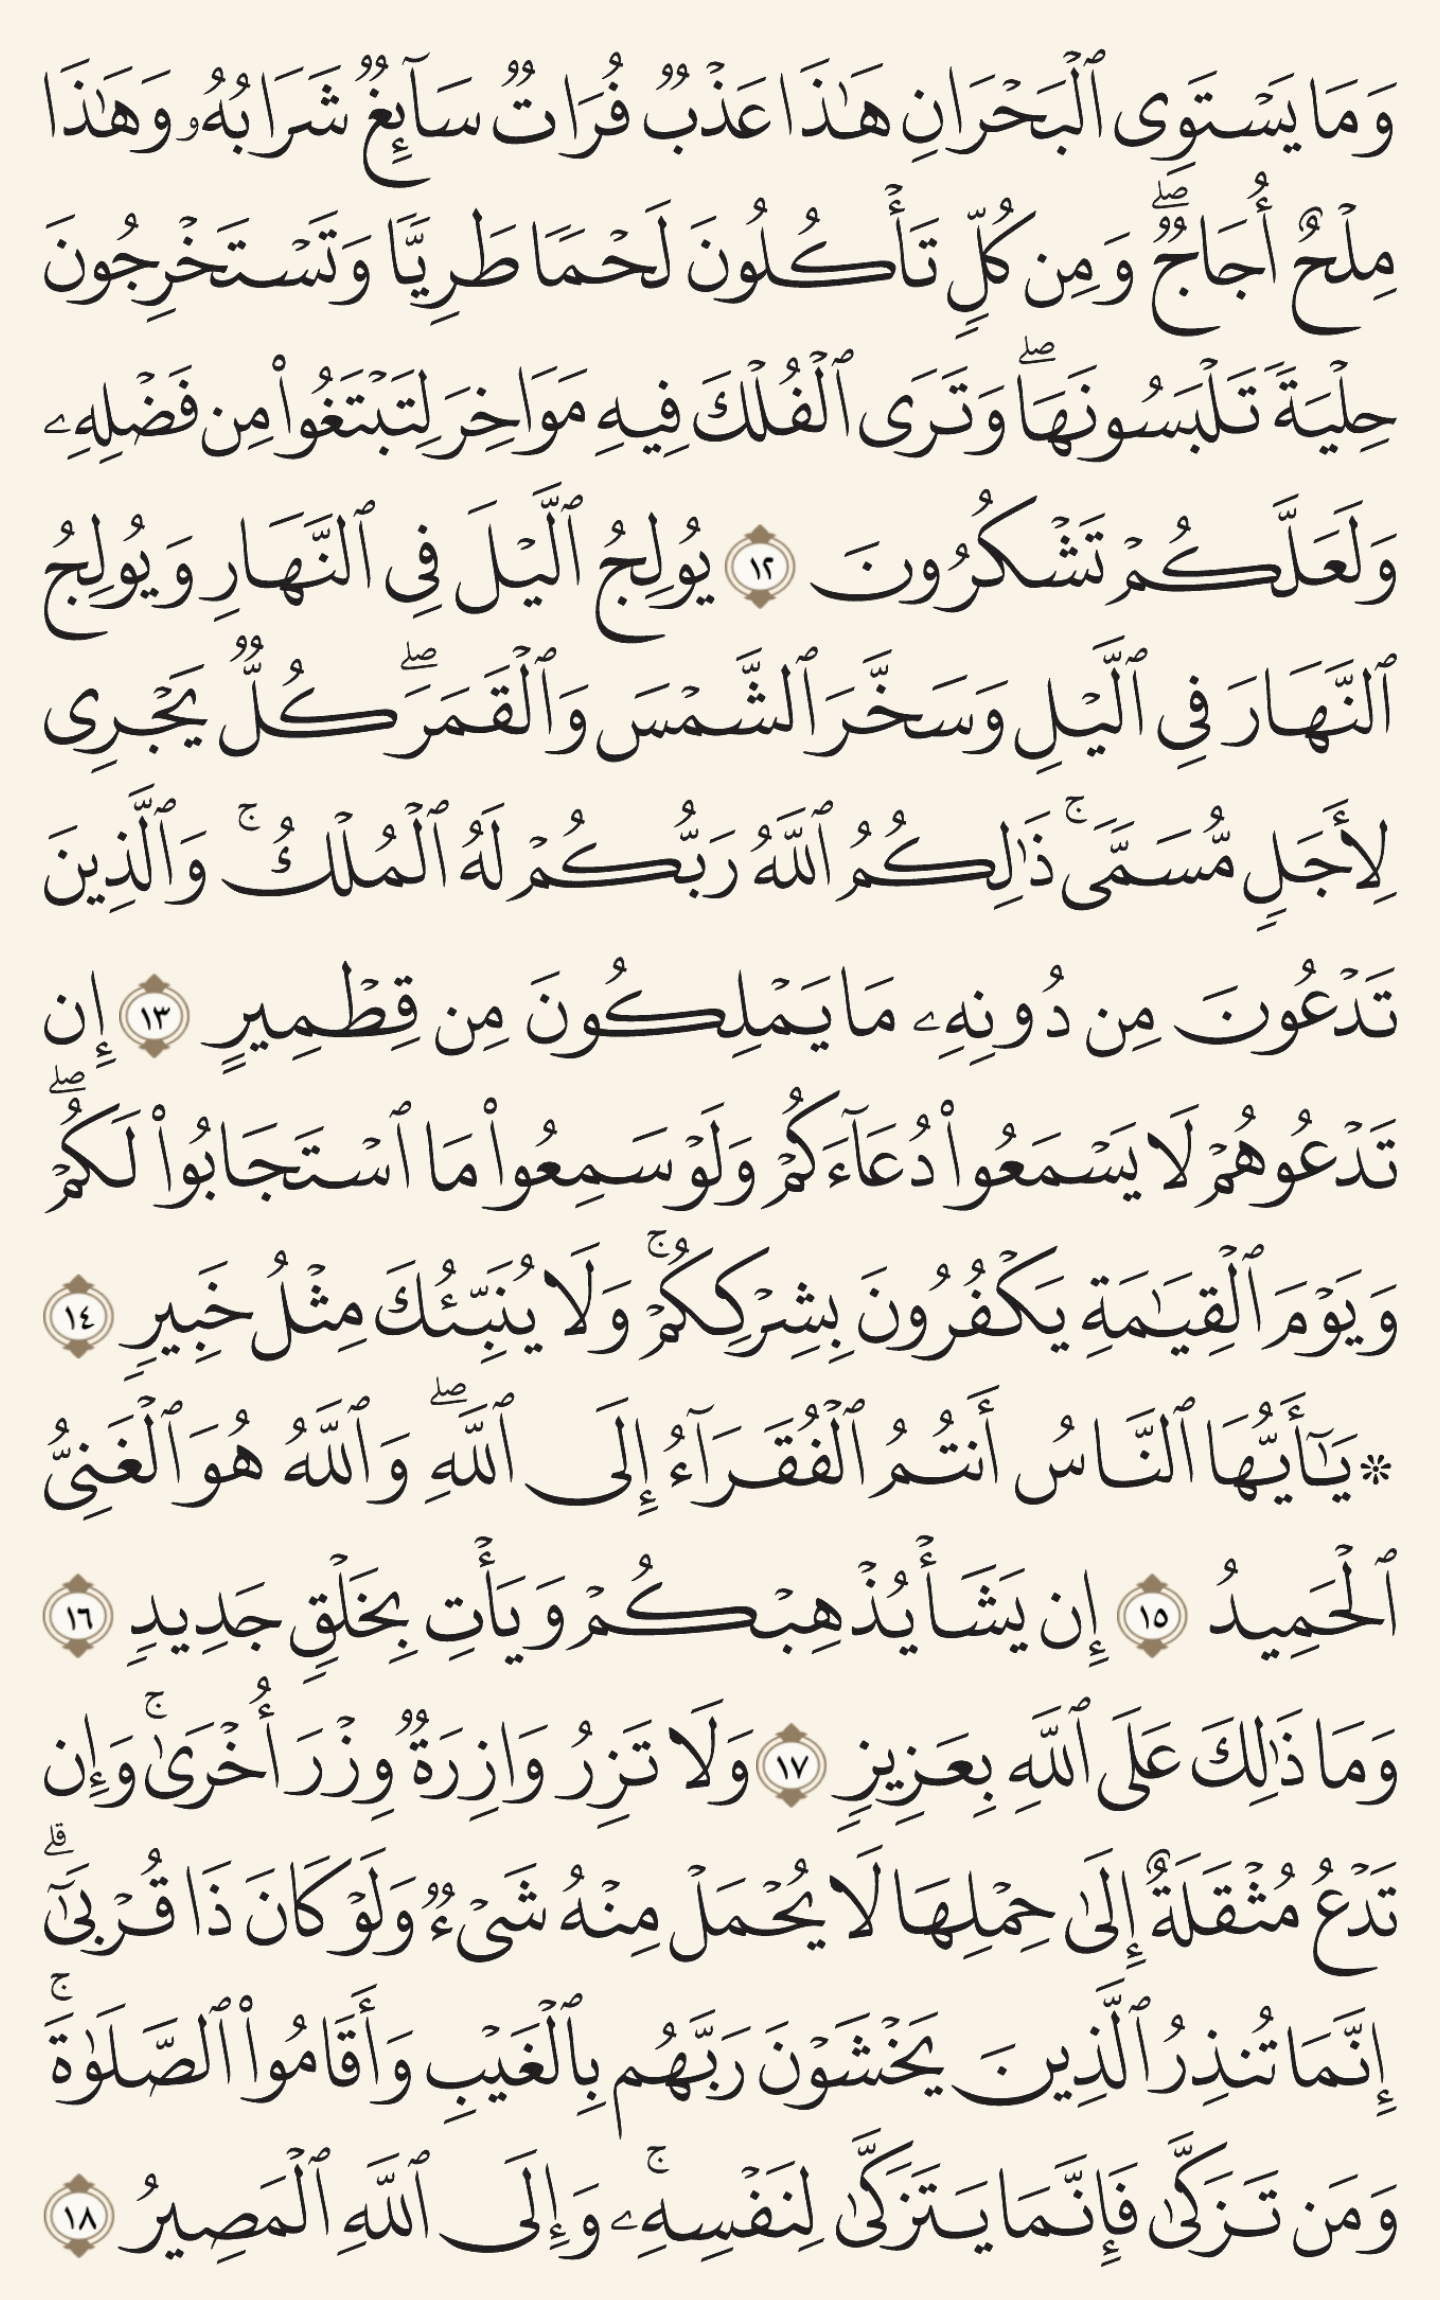 وَمَا يَسْتَوِى ٱلْبَحْرَانِ هَـٰذَا عَذْبٌ فُرَاتٌ سَآئِغٌ شَرَابُهُۥ وَهَـٰذَا
مِلْحٌ أُجَاجٌ ۖ وَمِن كُلٍّ تَأْكُلُونَ لَحْمًا طَرِيًّا وَتَسْتَخْرِجُونَ
حِلْيَةً تَلْبَسُونَهَا ۖ وَتَرَى ٱلْفُلْكَ فِيهِ مَوَاخِرَ لِتَبْتَغُوا۟ مِن فَضْلِهِۦ
وَلَعَلَّكُمْ تَشْكُرُونَ ١٢ يُولِجُ ٱلَّيْلَ فِى ٱلنَّهَارِ وَيُولِجُ
ٱلنَّهَارَ فِى ٱلَّيْلِ وَسَخَّرَ ٱلشَّمْسَ وَٱلْقَمَرَ ۖ كُلٌّ يَجْرِى
لِأَجَلٍ مُّسَمًّى ۚ ذَٰلِكُمُ ٱللَّهُ رَبُّكُمْ لَهُ ٱلْمُلْكُ ۚ وَٱلَّذِينَ
تَدْعُونَ مِن دُونِهِۦ مَا يَمْلِكُونَ مِن قِطْمِيرٍ ١٣ إِن
تَدْعُوهُمْ لَا يَسْمَعُوا۟ دُعَآءَكُمْ وَلَوْ سَمِعُوا۟ مَا ٱسْتَجَابُوا۟ لَكُمْ ۖ
وَيَوْمَ ٱلْقِيَـٰمَةِ يَكْفُرُونَ بِشِرْكِكُمْ ۚ وَلَا يُنَبِّئُكَ مِثْلُ خَبِيرٍ ١٤
۞ يَـٰٓأَيُّهَا ٱلنَّاسُ أَنتُمُ ٱلْفُقَرَآءُ إِلَى ٱللَّهِ ۖ وَٱللَّهُ هُوَ ٱلْغَنِىُّ
ٱلْحَمِيدُ ١٥ إِن يَشَأْ يُذْهِبْكُمْ وَيَأْتِ بِخَلْقٍ جَدِيدٍ ١٦
وَمَا ذَٰلِكَ عَلَى ٱللَّهِ بِعَزِيزٍ ١٧ وَلَا تَزِرُ وَازِرَةٌ وِزْرَ أُخْرَىٰ ۚ وَإِن
تَدْعُ مُثْقَلَةٌ إِلَىٰ حِمْلِهَا لَا يُحْمَلْ مِنْهُ شَىْءٌ وَلَوْ كَانَ ذَا قُرْبَىٰٓ ۗ
إِنَّمَا تُنذِرُ ٱلَّذِينَ يَخْشَوْنَ رَبَّهُم بِٱلْغَيْبِ وَأَقَامُوا۟ ٱلصَّلَوٰةَ ۚ
وَمَن تَزَكَّىٰ فَإِنَّمَا يَتَزَكَّىٰ لِنَفْسِهِۦ ۚ وَإِلَى ٱللَّهِ ٱلْمَصِيرُ ١٨